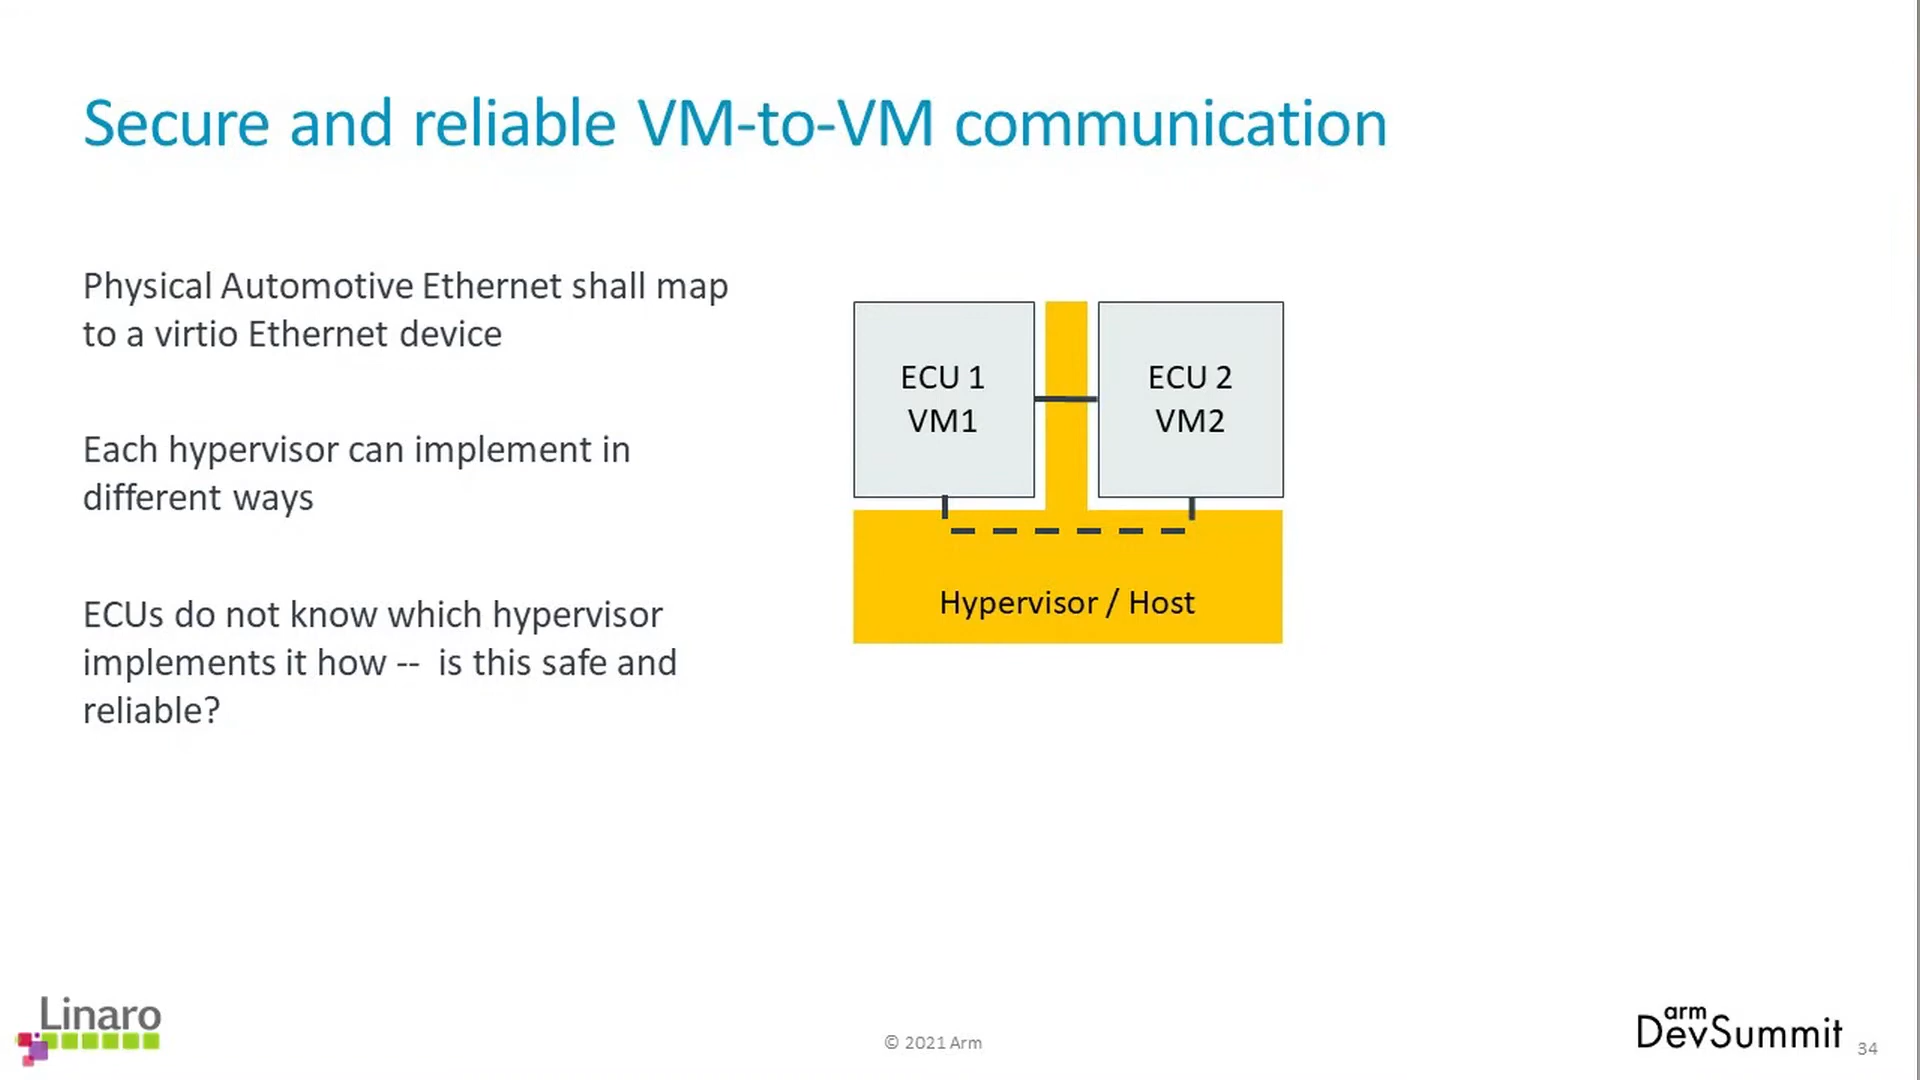 Secure and reliable VM-to-VM communication
Physical Automotive Ethernet shall map
to a virtio Ethernet device
Each hypervisor can implement in
different ways
ECUs do not know which hypervisor
implements it how --  is this safe and
reliable?
ECU 1
VM1
ECU 2
VM2
Hypervisor / Host
Linaro
© 2021 Arm
arm
DevSummit
34